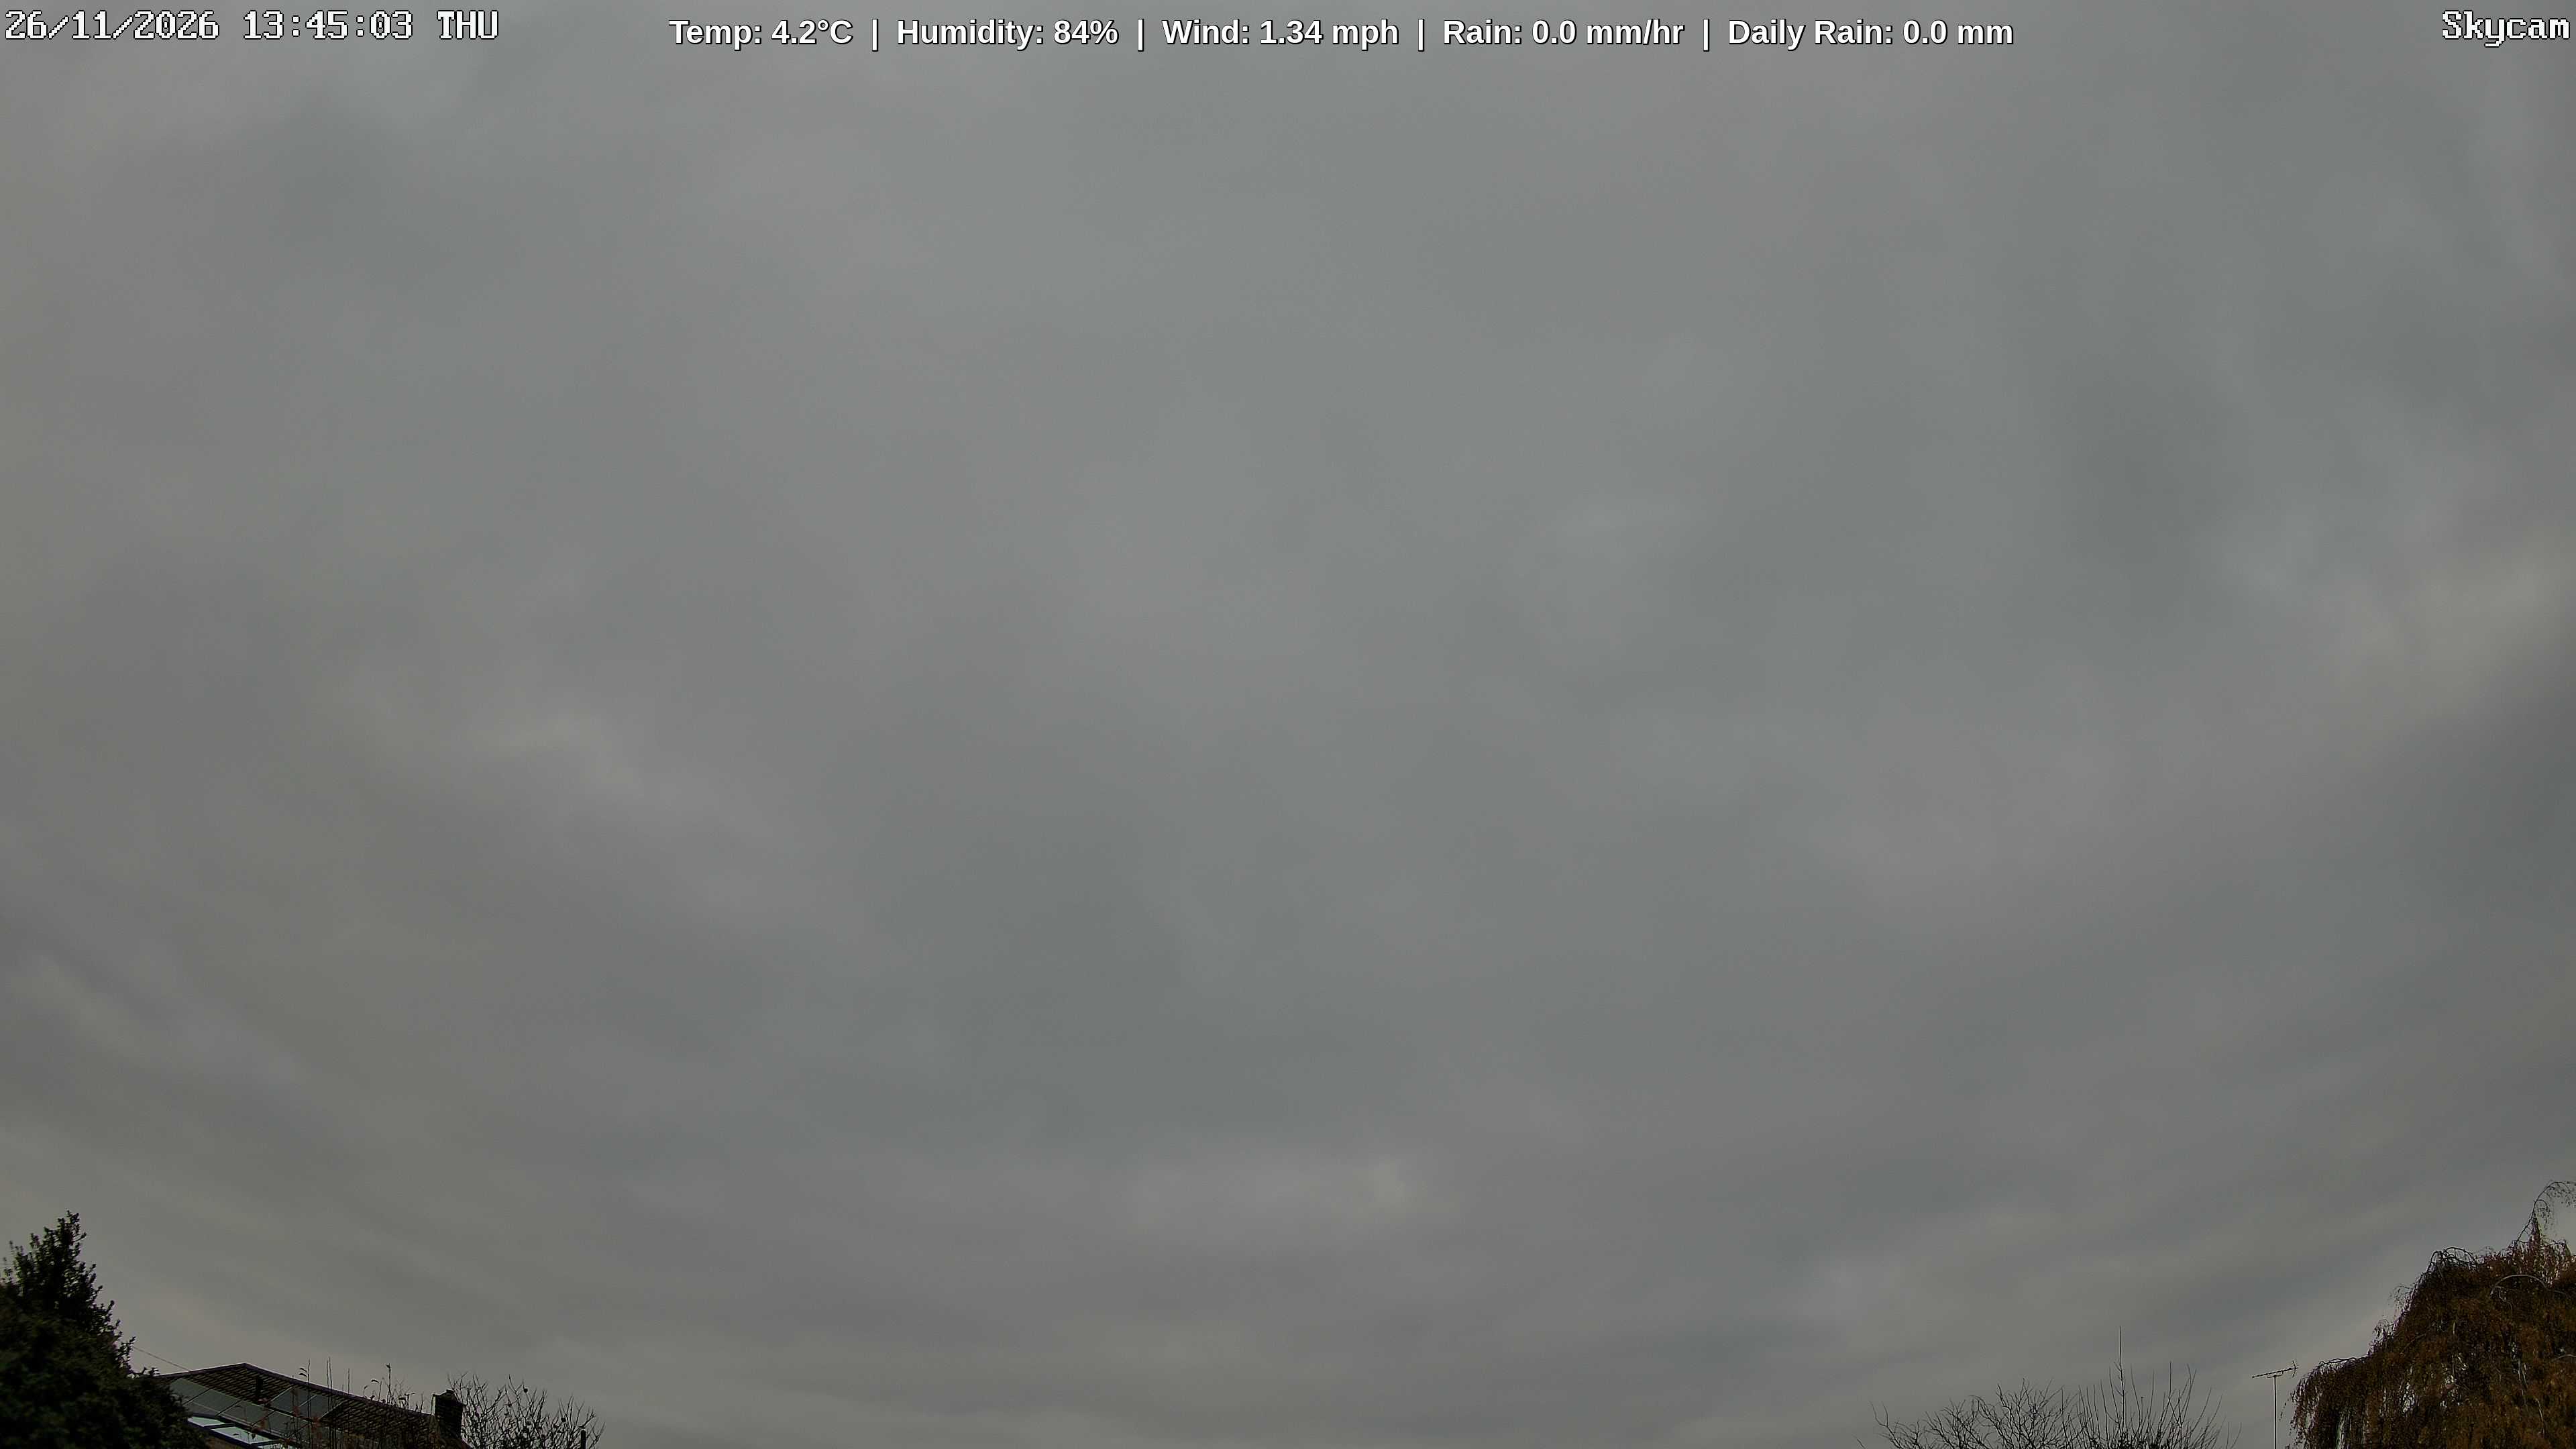 26/11/2026 13:45:03 THU
Temp: 4.2°C | Humidity: 84% | Wind: 1.34 mph | Rain: 0.0 mm/hr | Daily Rain: 0.0 mm
Skycam